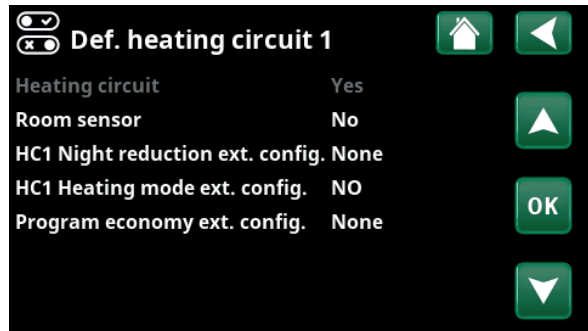 Def. heating circuit 1
Heating circuit Yes
Room sensor No
HC1 Night reduction ext. config. None
HC1 Heating mode ext. config. NO
Program economy ext. config. None
OK